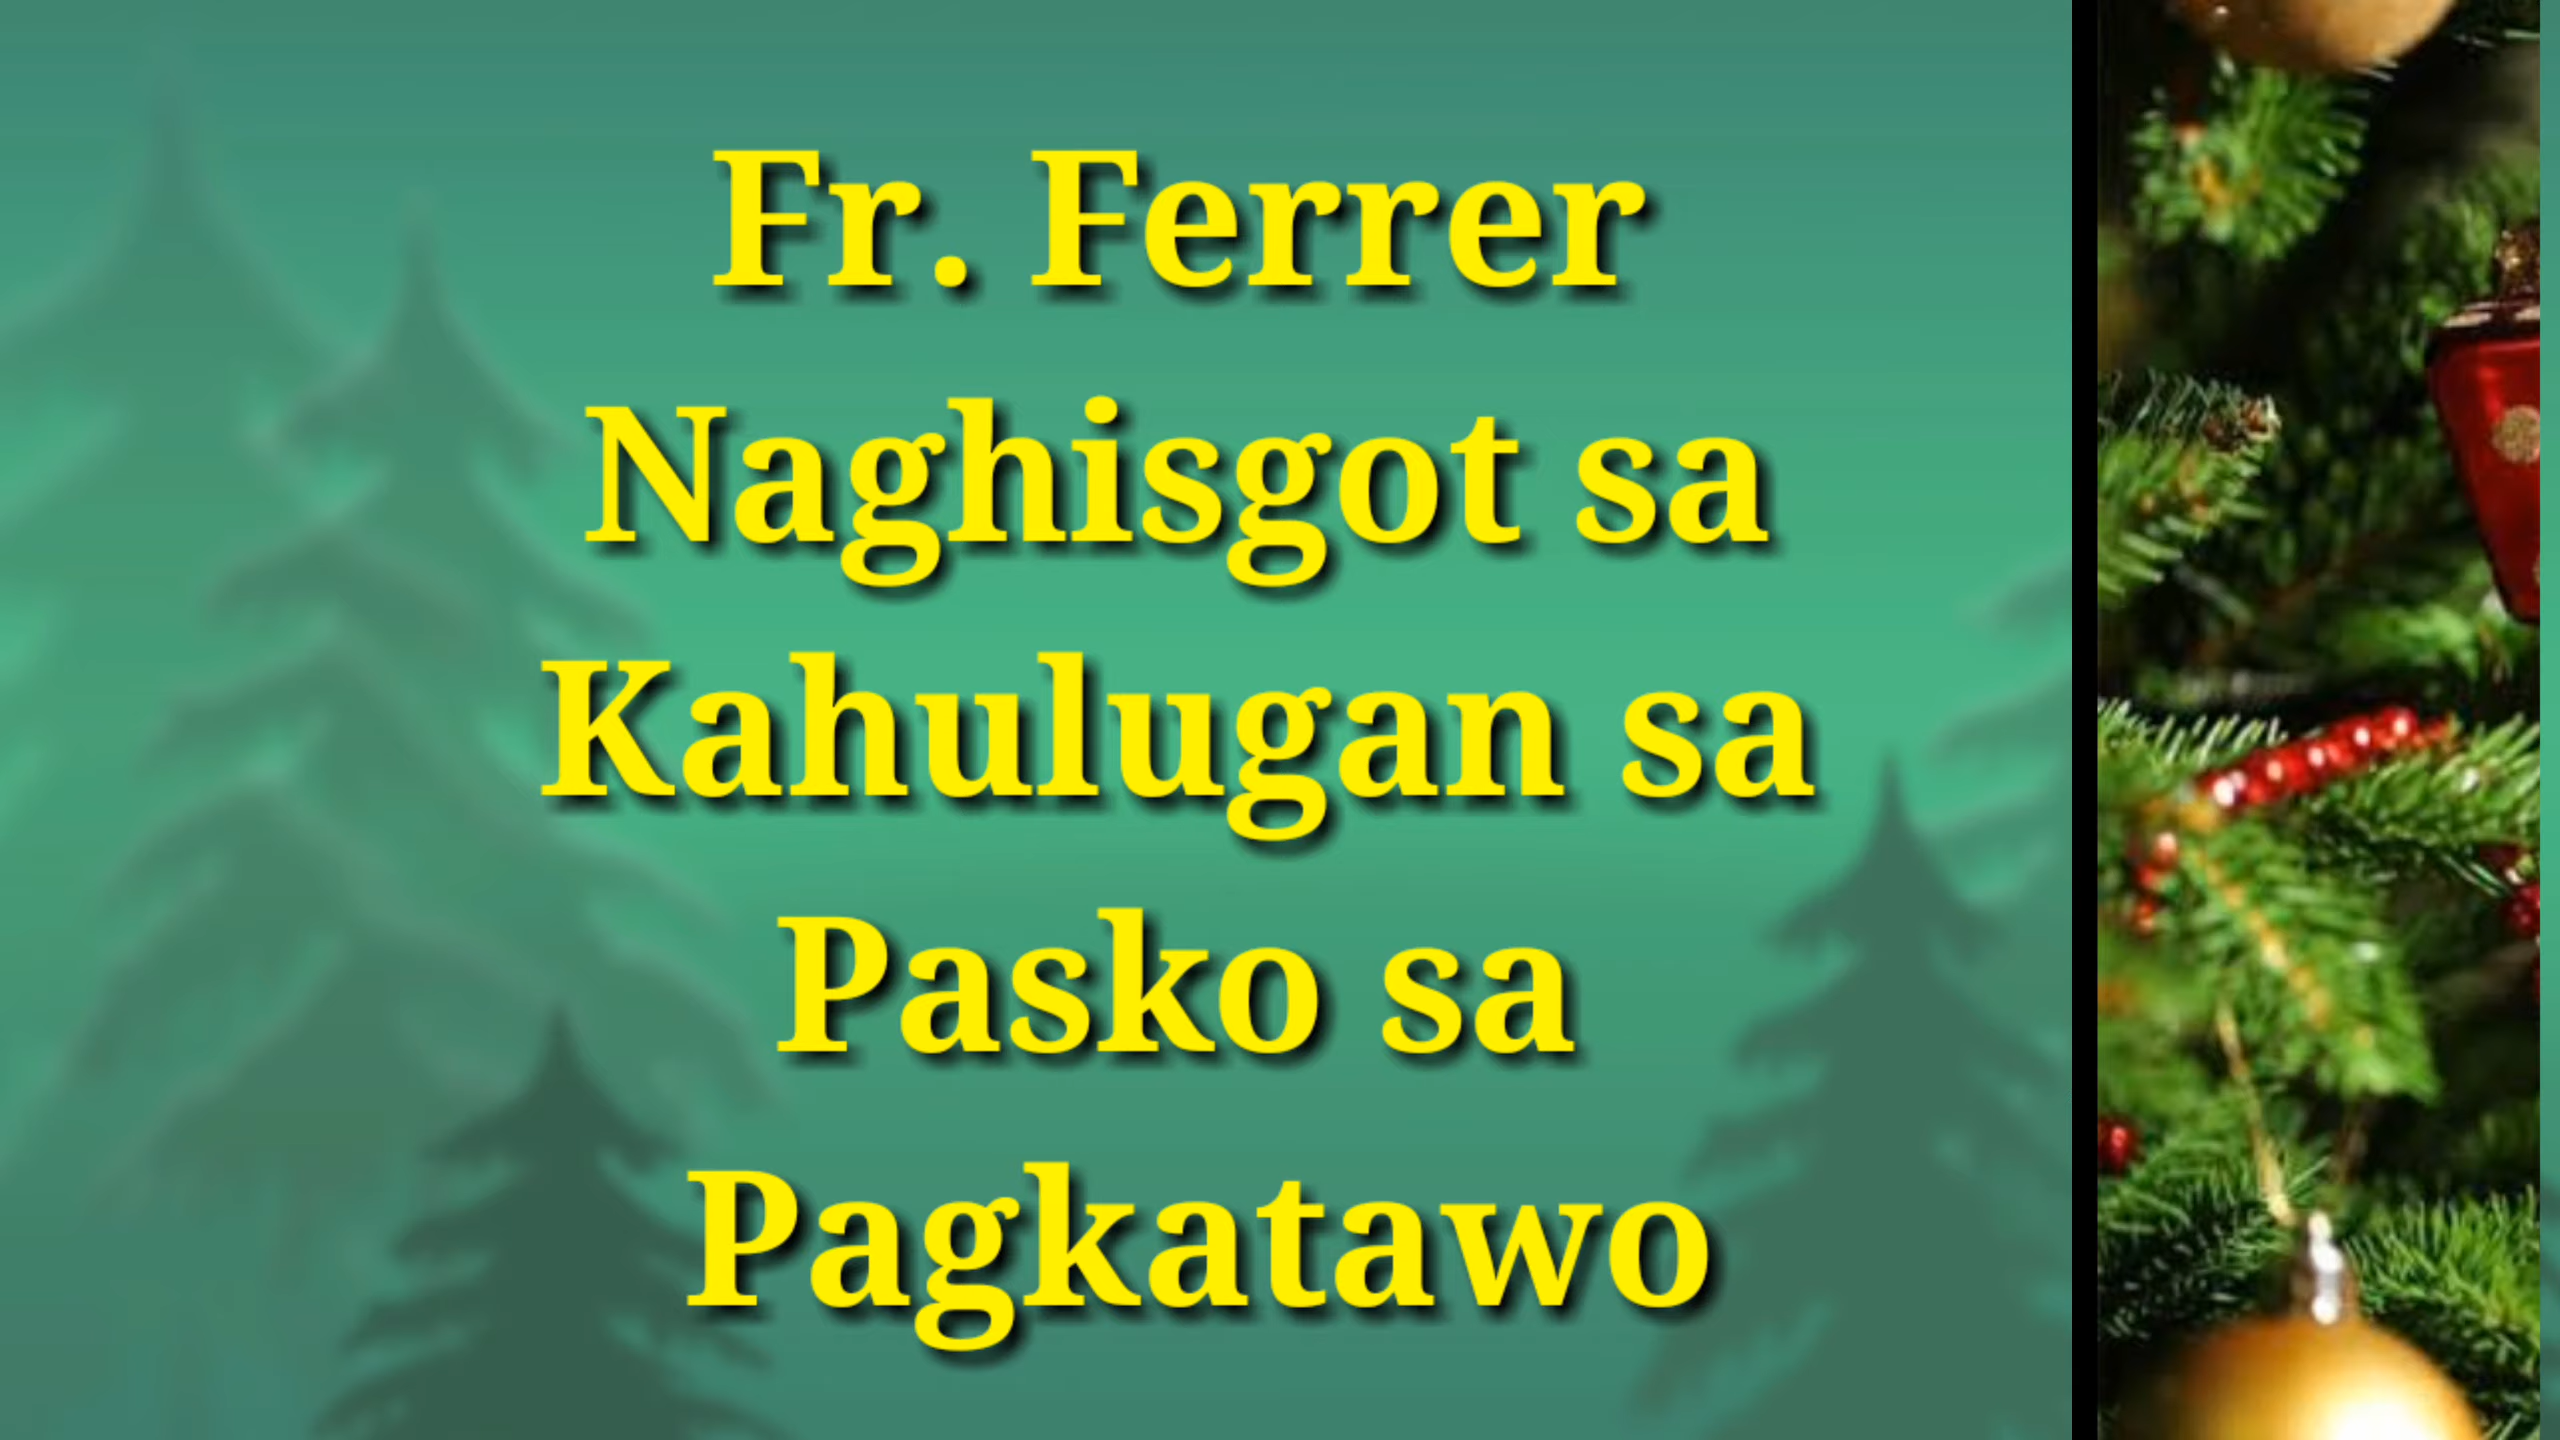 Fr. Ferrer
Naghisgot sa
Kahulugan sa
Pasko sa
Pagkatawo